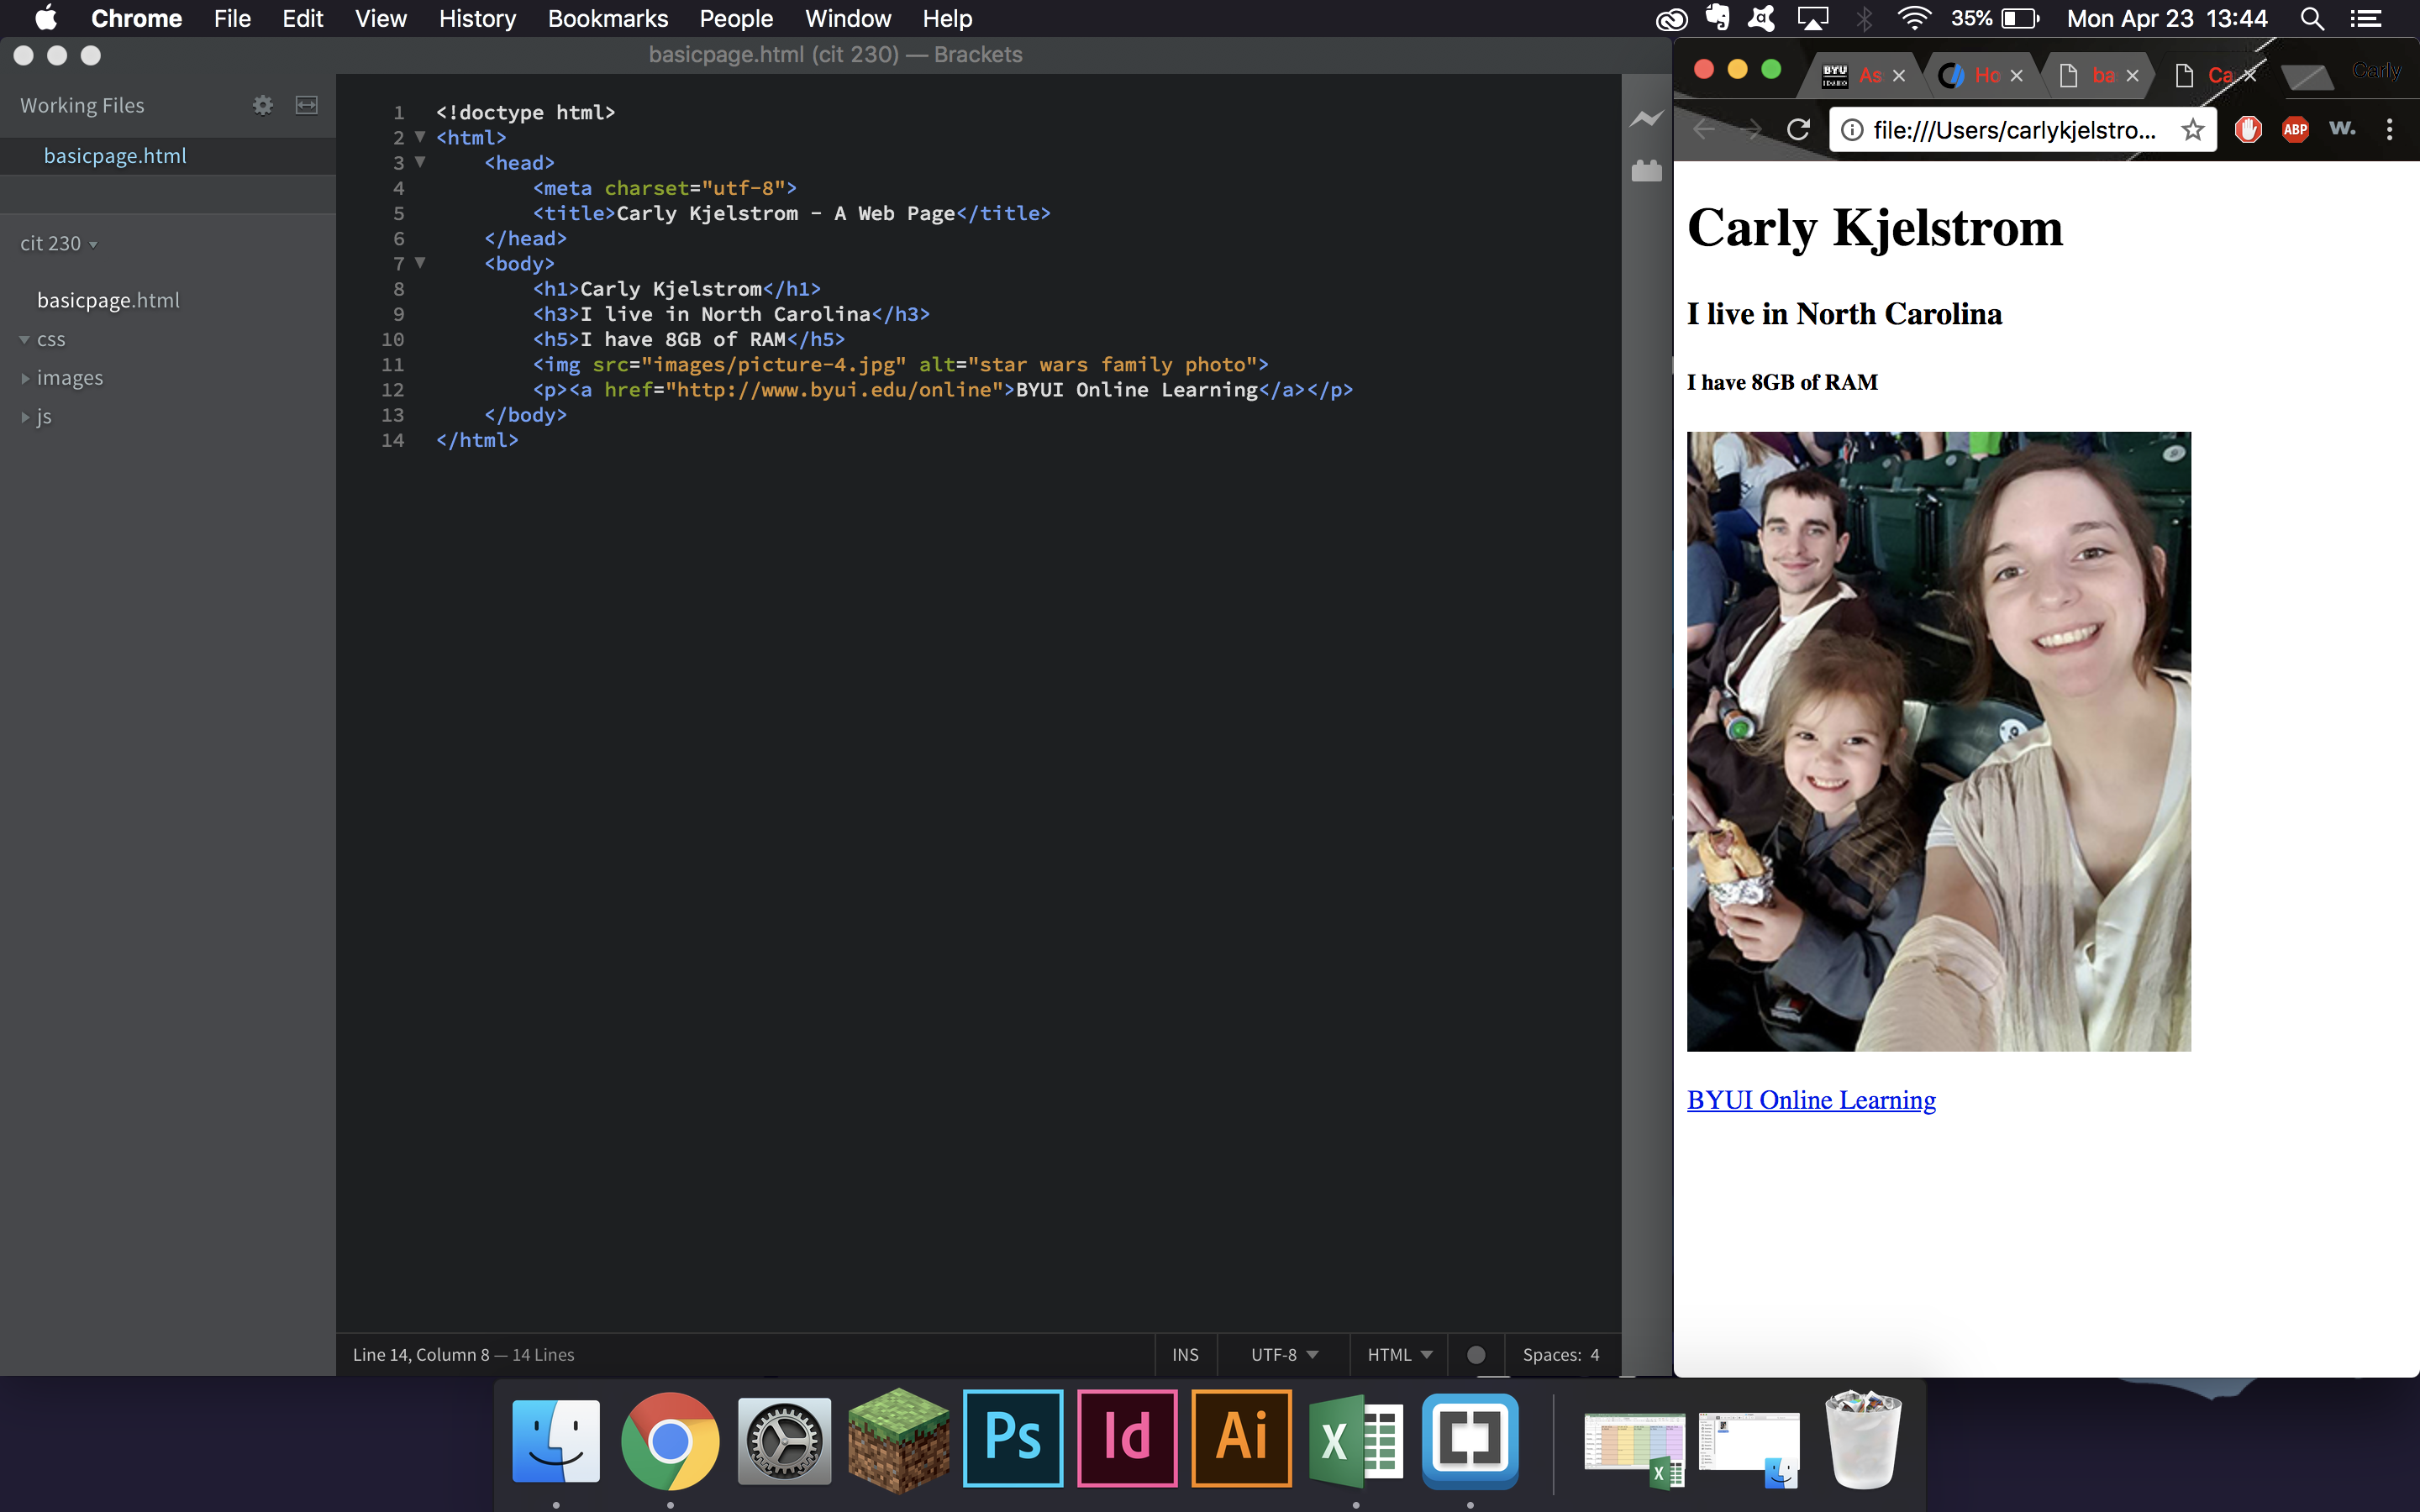 Chrome File Edit View History Bookmarks People Window Help
35% Mon Apr 23 13:44
basicpage.html (cit 230) — Brackets
Working Files
basicpage.html
cit 230
basicpage.html
css
images
js
1 <!doctype html>
2 <html>
3 <head>
4 <meta charset="utf-8">
5 <title>Carly Kjelstrom - A Web Page</title>
6 </head>
7 <body>
8 <h1>Carly Kjelstrom</h1>
9 <h3>I live in North Carolina</h3>
10 <h5>I have 8GB of RAM</h5>
11 <img src="images/picture-4.jpg" alt="star wars family photo">
12 <p><a href="http://www.byui.edu/online">BYUI Online Learning</a></p>
13 </body>
14 </html>
Line 14, Column 8 — 14 Lines
INS UTF-8 HTML Spaces: 4
BYU IDAHO As Ho ba Ca Carly
file:///Users/carlykjelstro... ABP W.
Carly Kjelstrom
I live in North Carolina
I have 8GB of RAM
BYUI Online Learning
Ps Id Ai X
X